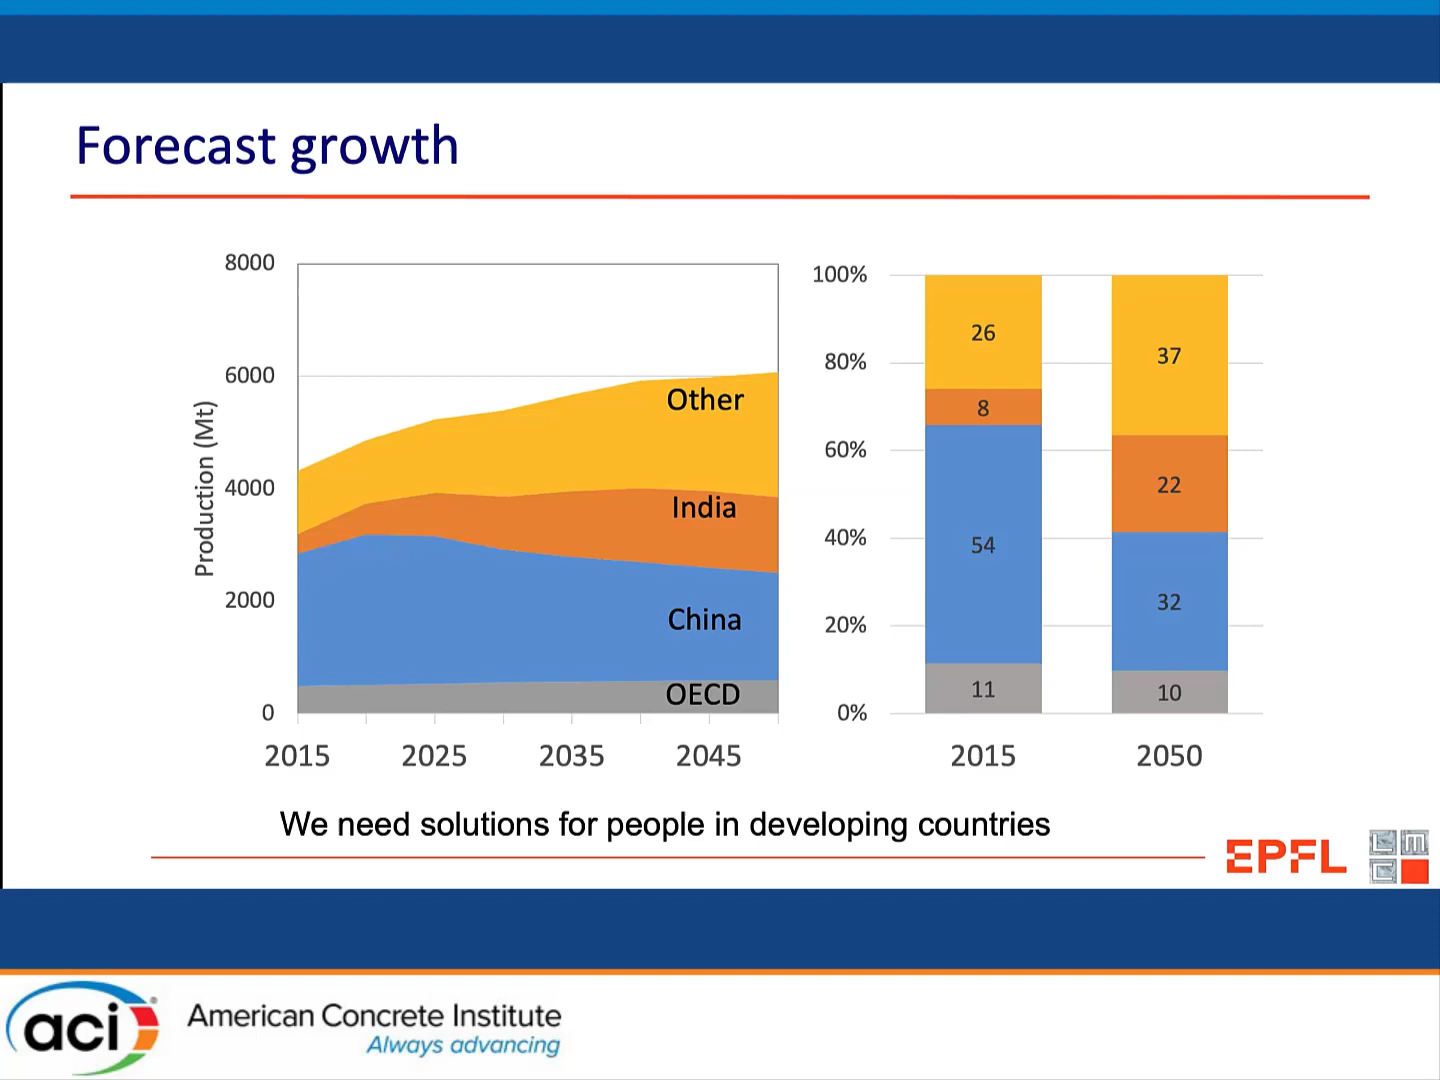 Forecast growth
Production (Mt)
8000
6000
4000
2000
0
Other
India
China
OECD
2015 2025 2035 2045
100%
80%
60%
40%
20%
0%
26
8
54
11
37
22
32
10
2015 2050
We need solutions for people in developing countries
EPFL
L M
C
aci
American Concrete Institute
Always advancing